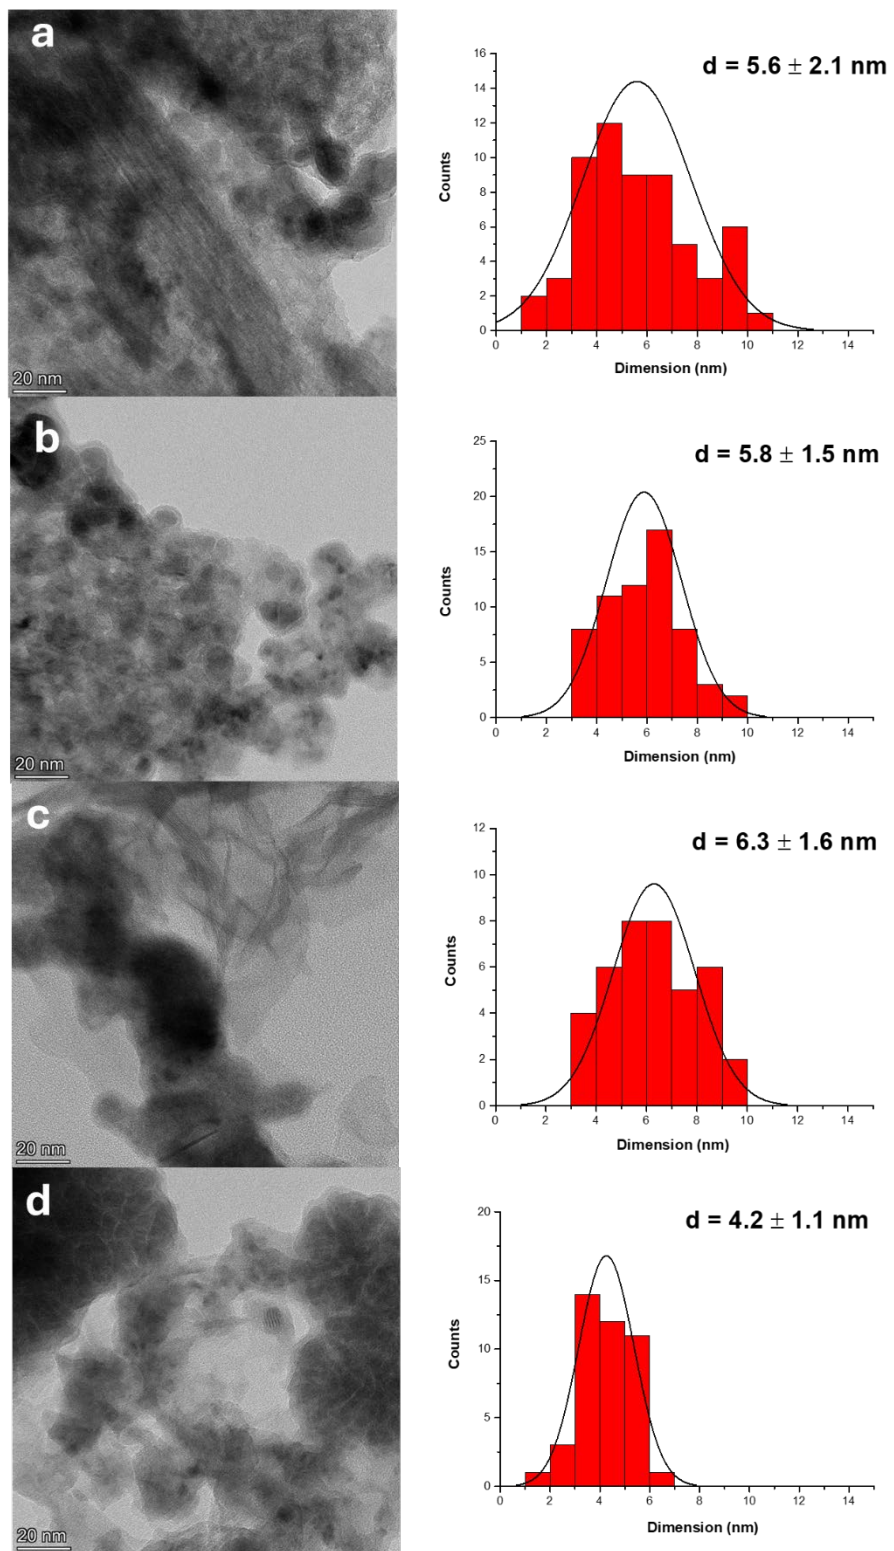 a
20 nm
d = 5.6 ± 2.1 nm
16
14
12
10
8
6
4
2
0
Counts
0 2 4 6 8 10 12 14
Dimension (nm)
b
20 nm
d = 5.8 ± 1.5 nm
25
20
15
10
5
0
Counts
0 2 4 6 8 10 12 14
Dimension (nm)
c
20 nm
d = 6.3 ± 1.6 nm
12
10
8
6
4
2
0
Counts
0 2 4 6 8 10 12 14
Dimension (nm)
d
20 nm
d = 4.2 ± 1.1 nm
20
15
10
5
0
Counts
0 2 4 6 8 10 12 14
Dimension (nm)